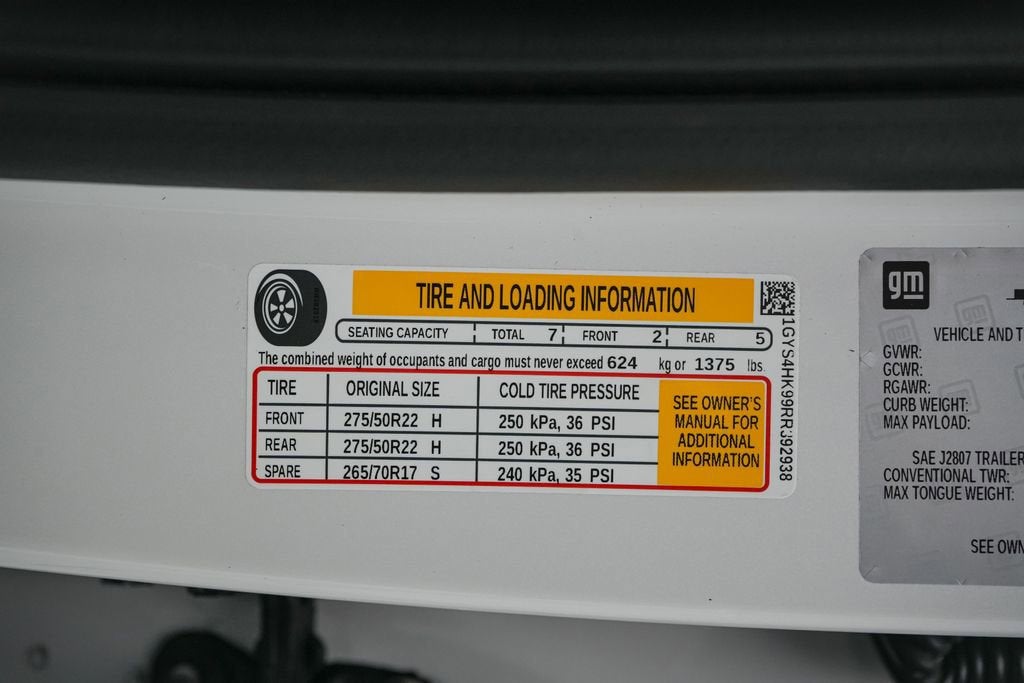 TIRE AND LOADING INFORMATION
SEATING CAPACITY TOTAL 7 FRONT 2 REAR 5
The combined weight of occupants and cargo must never exceed 624 kg or 1375 lbs
TIRE ORIGINAL SIZE COLD TIRE PRESSURE
FRONT 275/50R22 H 250 kPa, 36 PSI
REAR 275/50R22 H 250 kPa, 36 PSI
SPARE 265/70R17 S 240 kPa, 35 PSI
SEE OWNER'S
MANUAL FOR
ADDITIONAL
INFORMATION
1GYS4HK99RR392938
gm
VEHICLE AND T
GVWR:
GCWR:
RGAWR:
CURB WEIGHT:
MAX PAYLOAD:
SAE J2807 TRAILER
CONVENTIONAL TWR:
MAX TONGUE WEIGHT:
SEE OWN